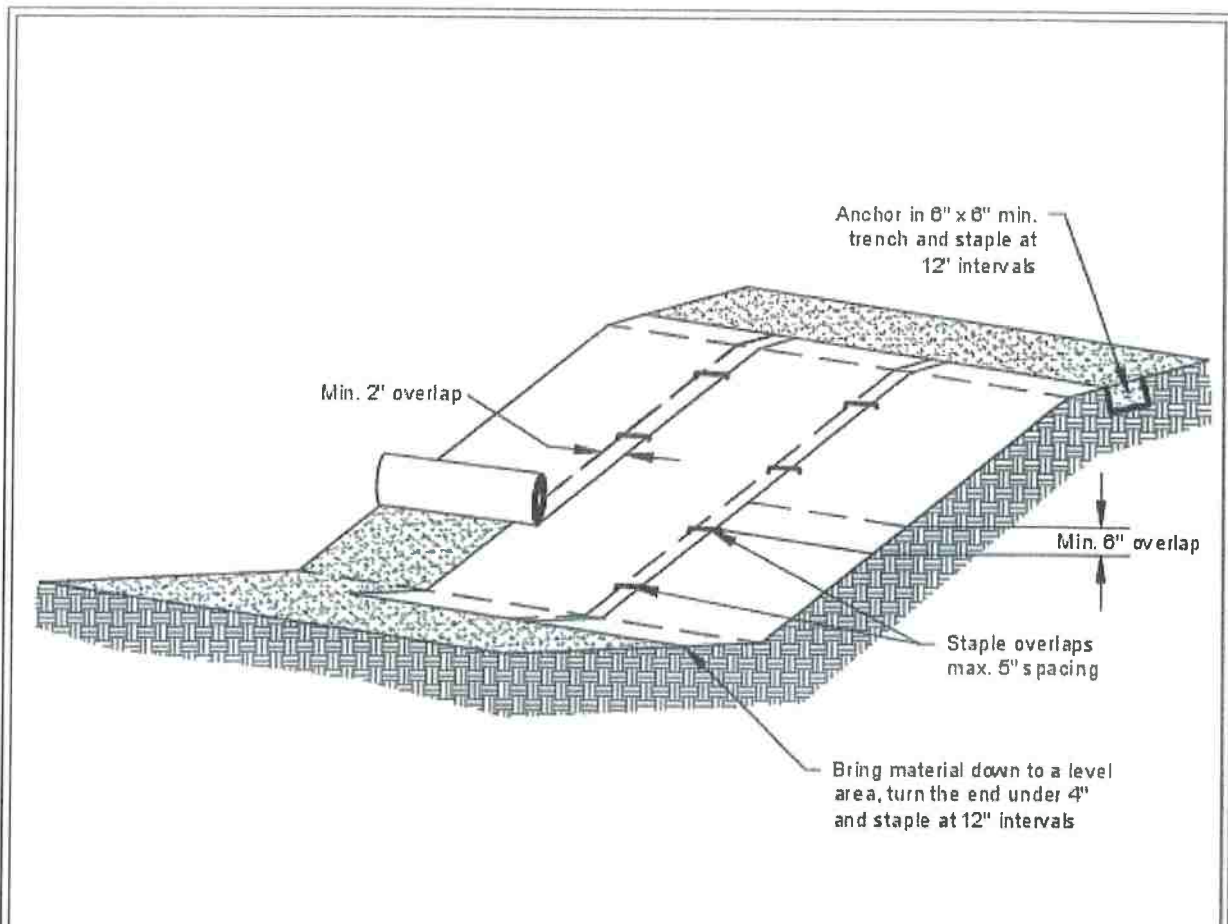 Anchor in 6" x 6" min.
trench and staple at
12" intervals
Min. 2" overlap
Min. 6" overlap
Staple overlaps
max. 5" spacing
Bring material down to a level
area, turn the end under 4"
and staple at 12" intervals